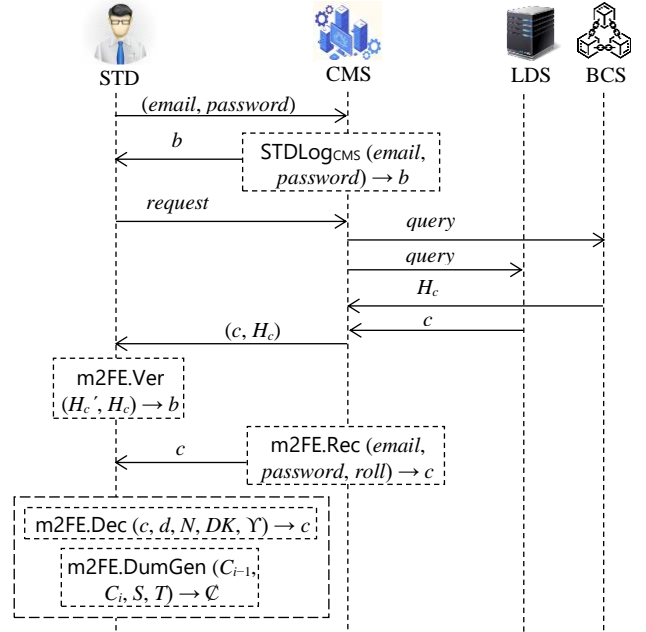 STD
CMS
LDS
BCS
(email, password)
b
STDLogCMS (email,
password) → b
request
query
query
Hc
c
(c, Hc)
m2FE.Ver
(Hc′, Hc) → b
m2FE.Rec (email,
password, roll) → c
c
m2FE.Dec (c, d, N, DK, ϒ) → c
m2FE.DumGen (Ci−1,
Ci, S, T) → ₡